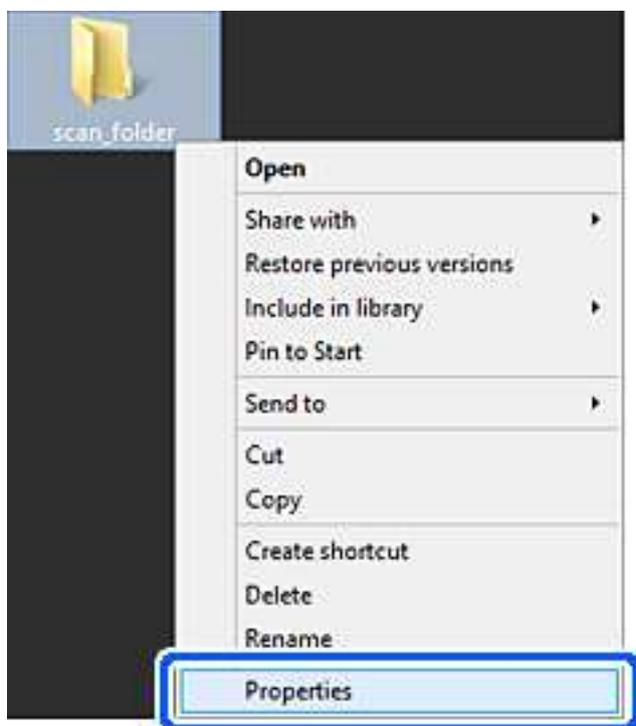 scan_folder
Open
Share with
Restore previous versions
Include in library
Pin to Start
Send to
Cut
Copy
Create shortcut
Delete
Rename
Properties